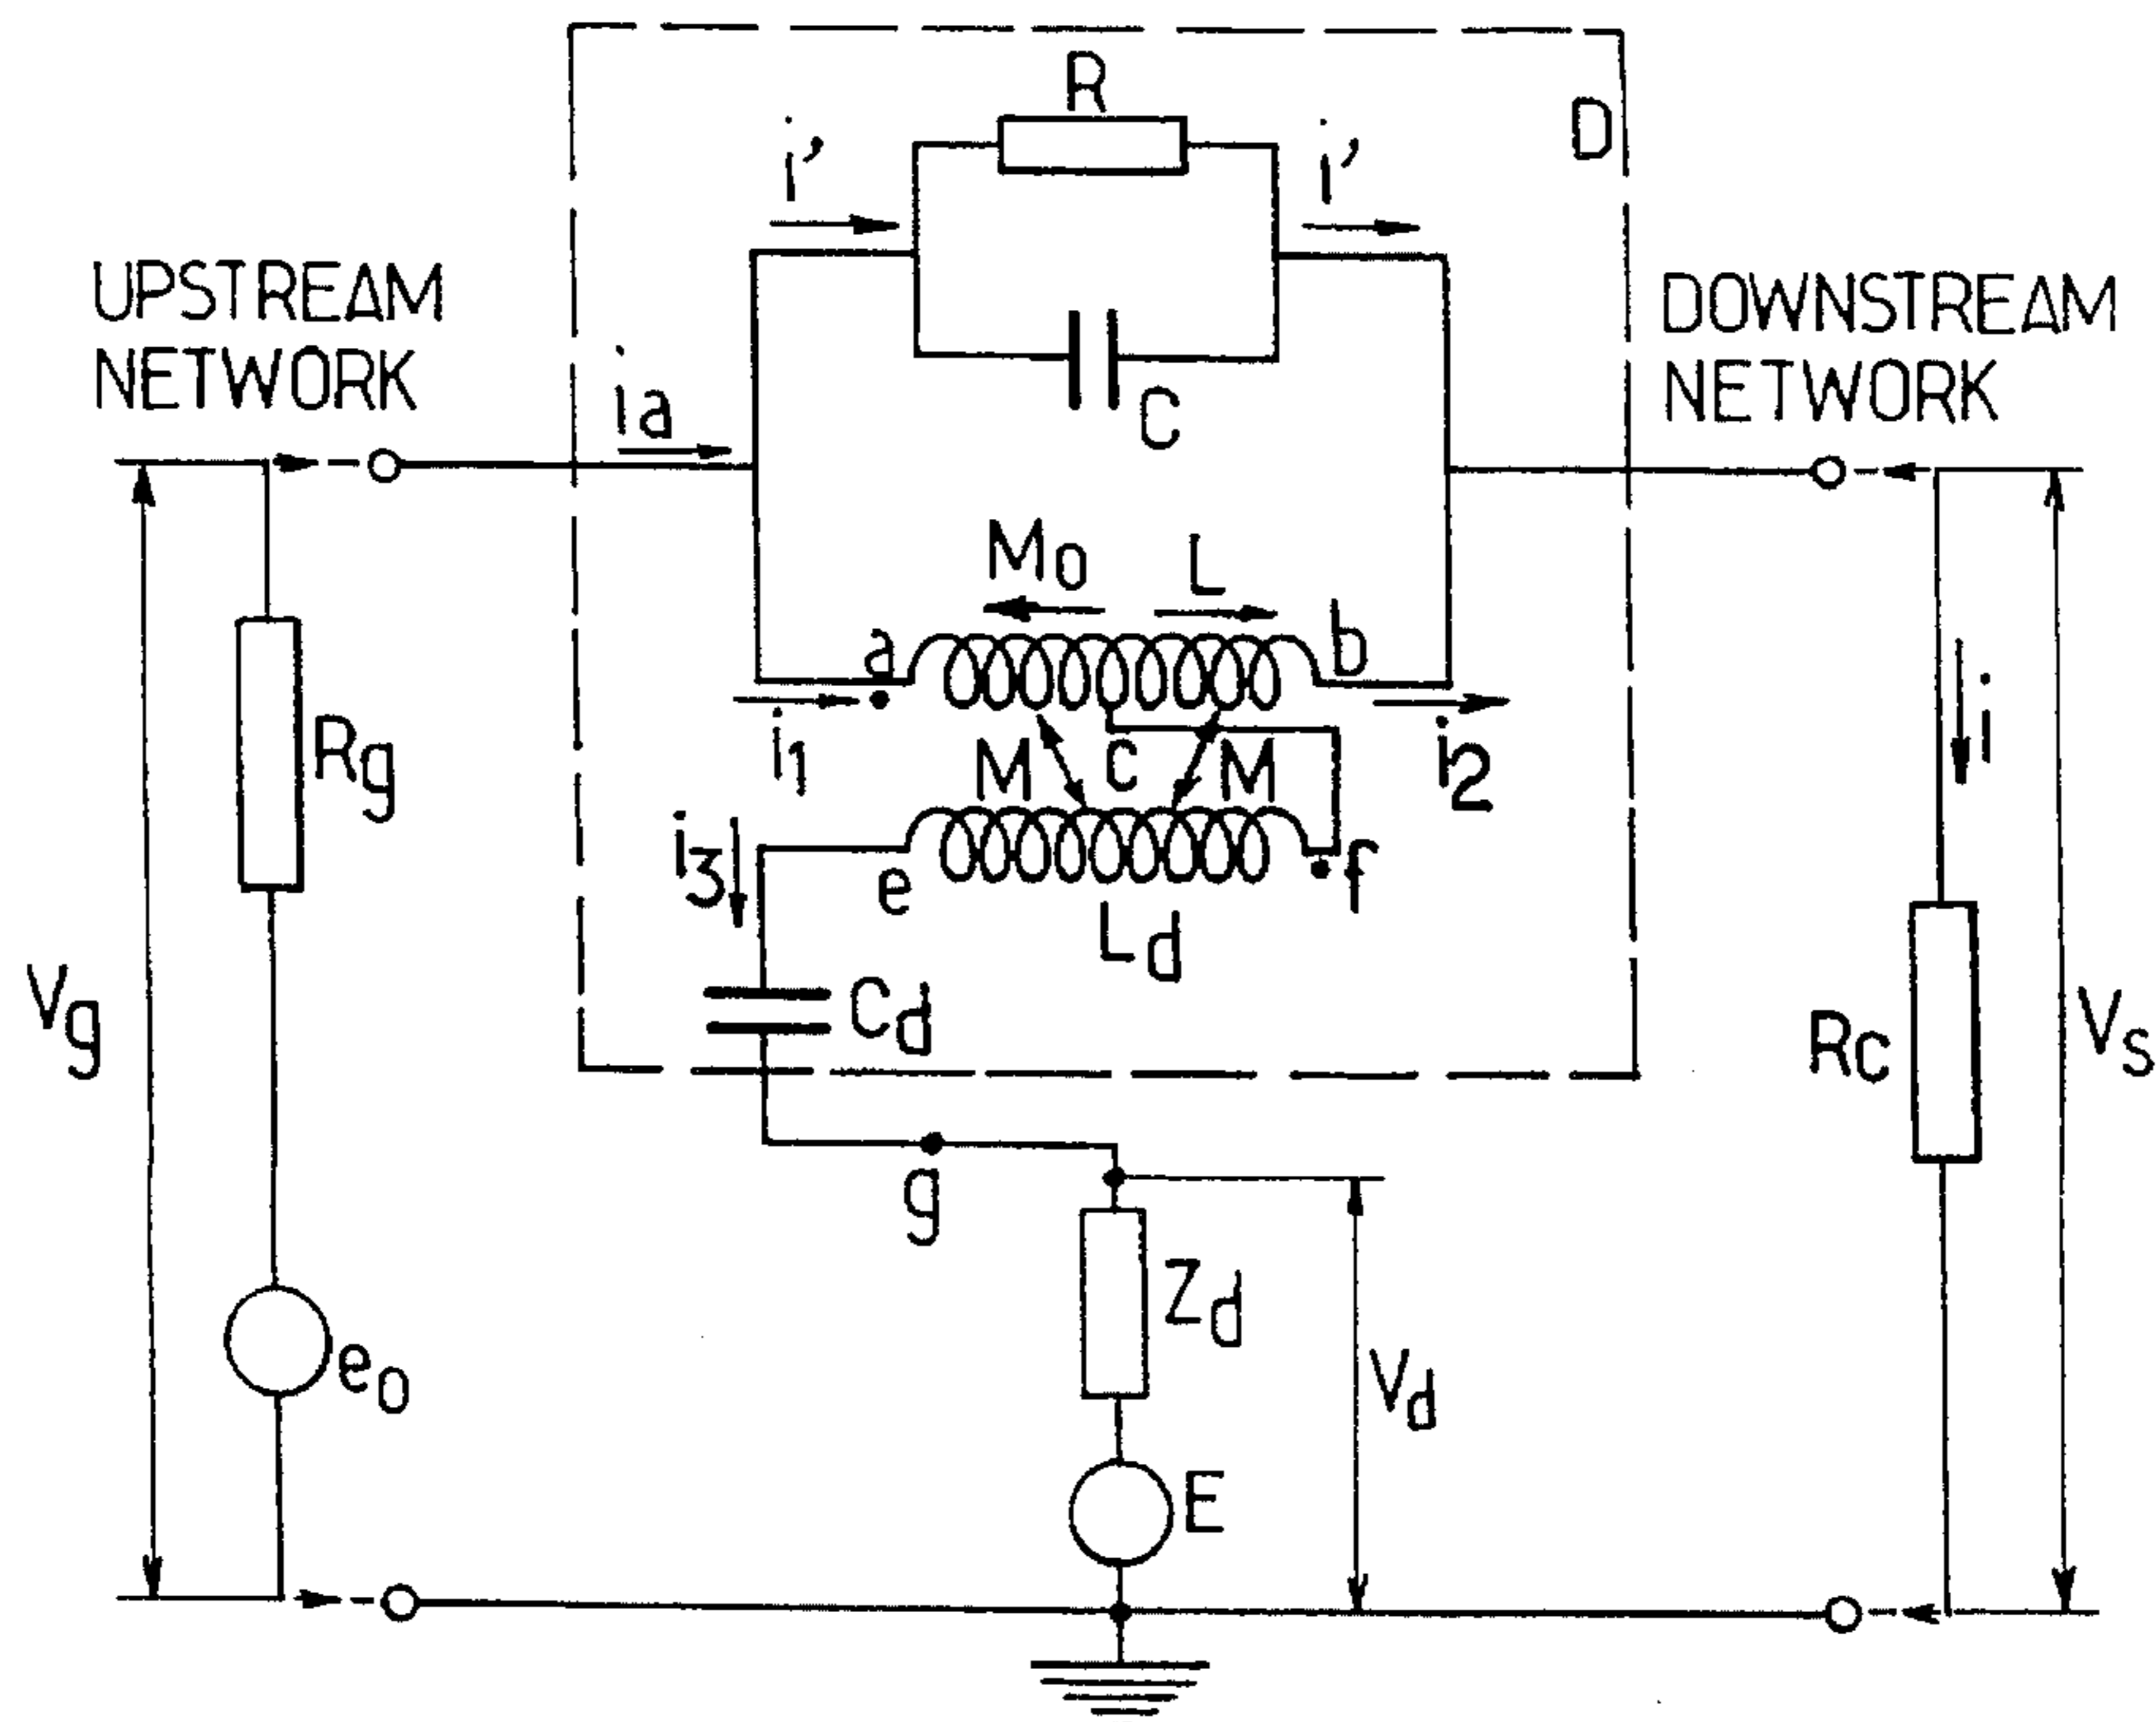 R
D
i’
i’
UPSTREAM
NETWORK
DOWNSTREAM
NETWORK
ia
C
Mo
L
a
b
i1
M
c
M
i2
i
Rg
i3
e
f
Ld
Vg
Cd
Rc
Vs
g
Zd
eo
Vd
E